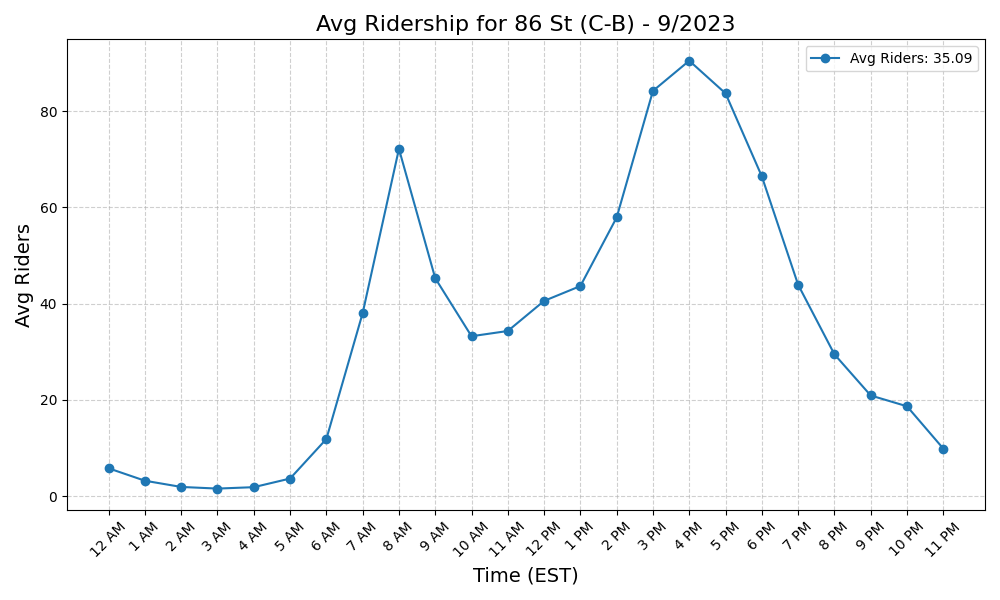 Avg Ridership for 86 St (C-B) - 9/2023
Avg Riders: 35.09
Avg Riders
80
60
40
20
0
12 AM
1 AM
2 AM
3 AM
4 AM
5 AM
6 AM
7 AM
8 AM
9 AM
10 AM
11 AM
12 PM
1 PM
2 PM
3 PM
4 PM
5 PM
6 PM
7 PM
8 PM
9 PM
10 PM
11 PM
Time (EST)